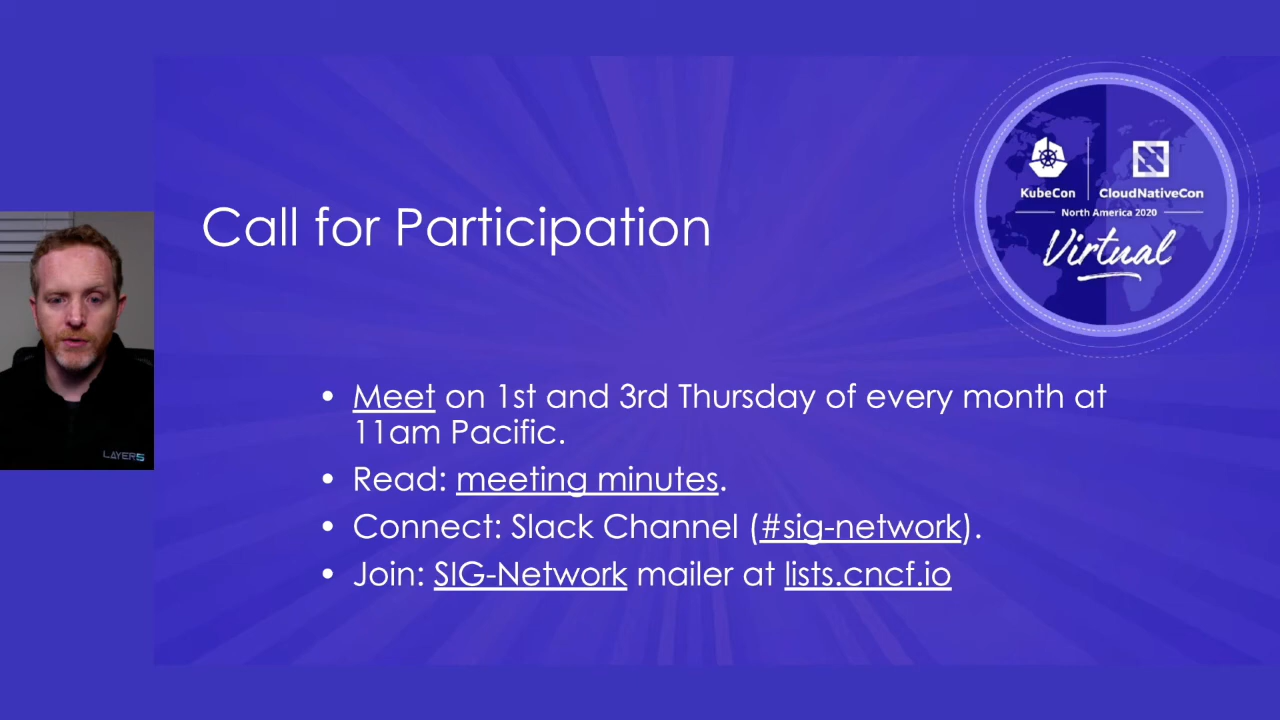 KubeCon
CloudNativeCon
North America 2020
Virtual
Call for Participation
LAYER5
• Meet on 1st and 3rd Thursday of every month at
11am Pacific.
• Read: meeting minutes.
• Connect: Slack Channel (#sig-network).
• Join: SIG-Network mailer at lists.cncf.io